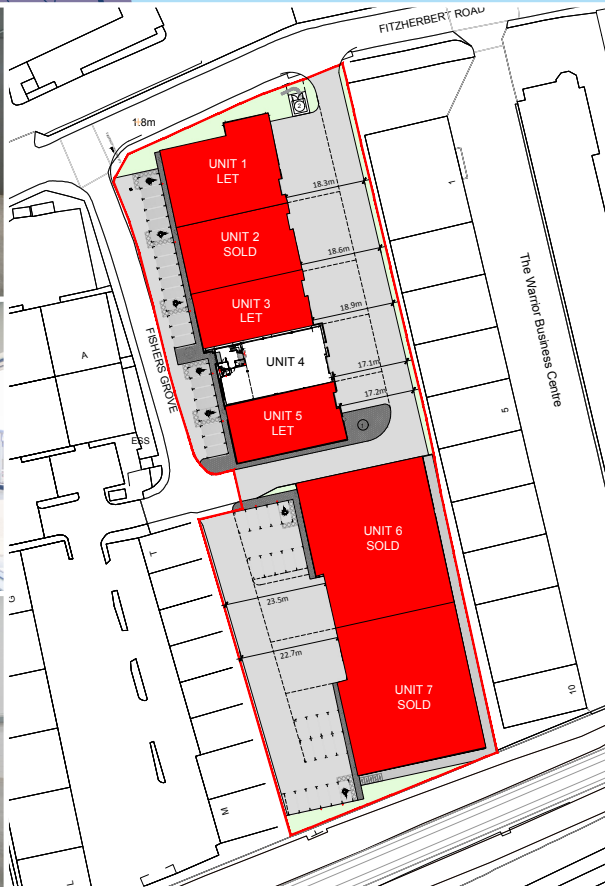 FITZHERBERT ROAD
1.8m
UNIT 1
LET
18.3m
1
UNIT 2
SOLD
18.6m
The Warrior Business Centre
UNIT 3
LET
18.9m
FISHERS GROVE
A
UNIT 4
17.1m
17.2m
UNIT 5
LET
5
ESS
UNIT 6
SOLD
T
G
23.5m
22.7m
UNIT 7
SOLD
10
M